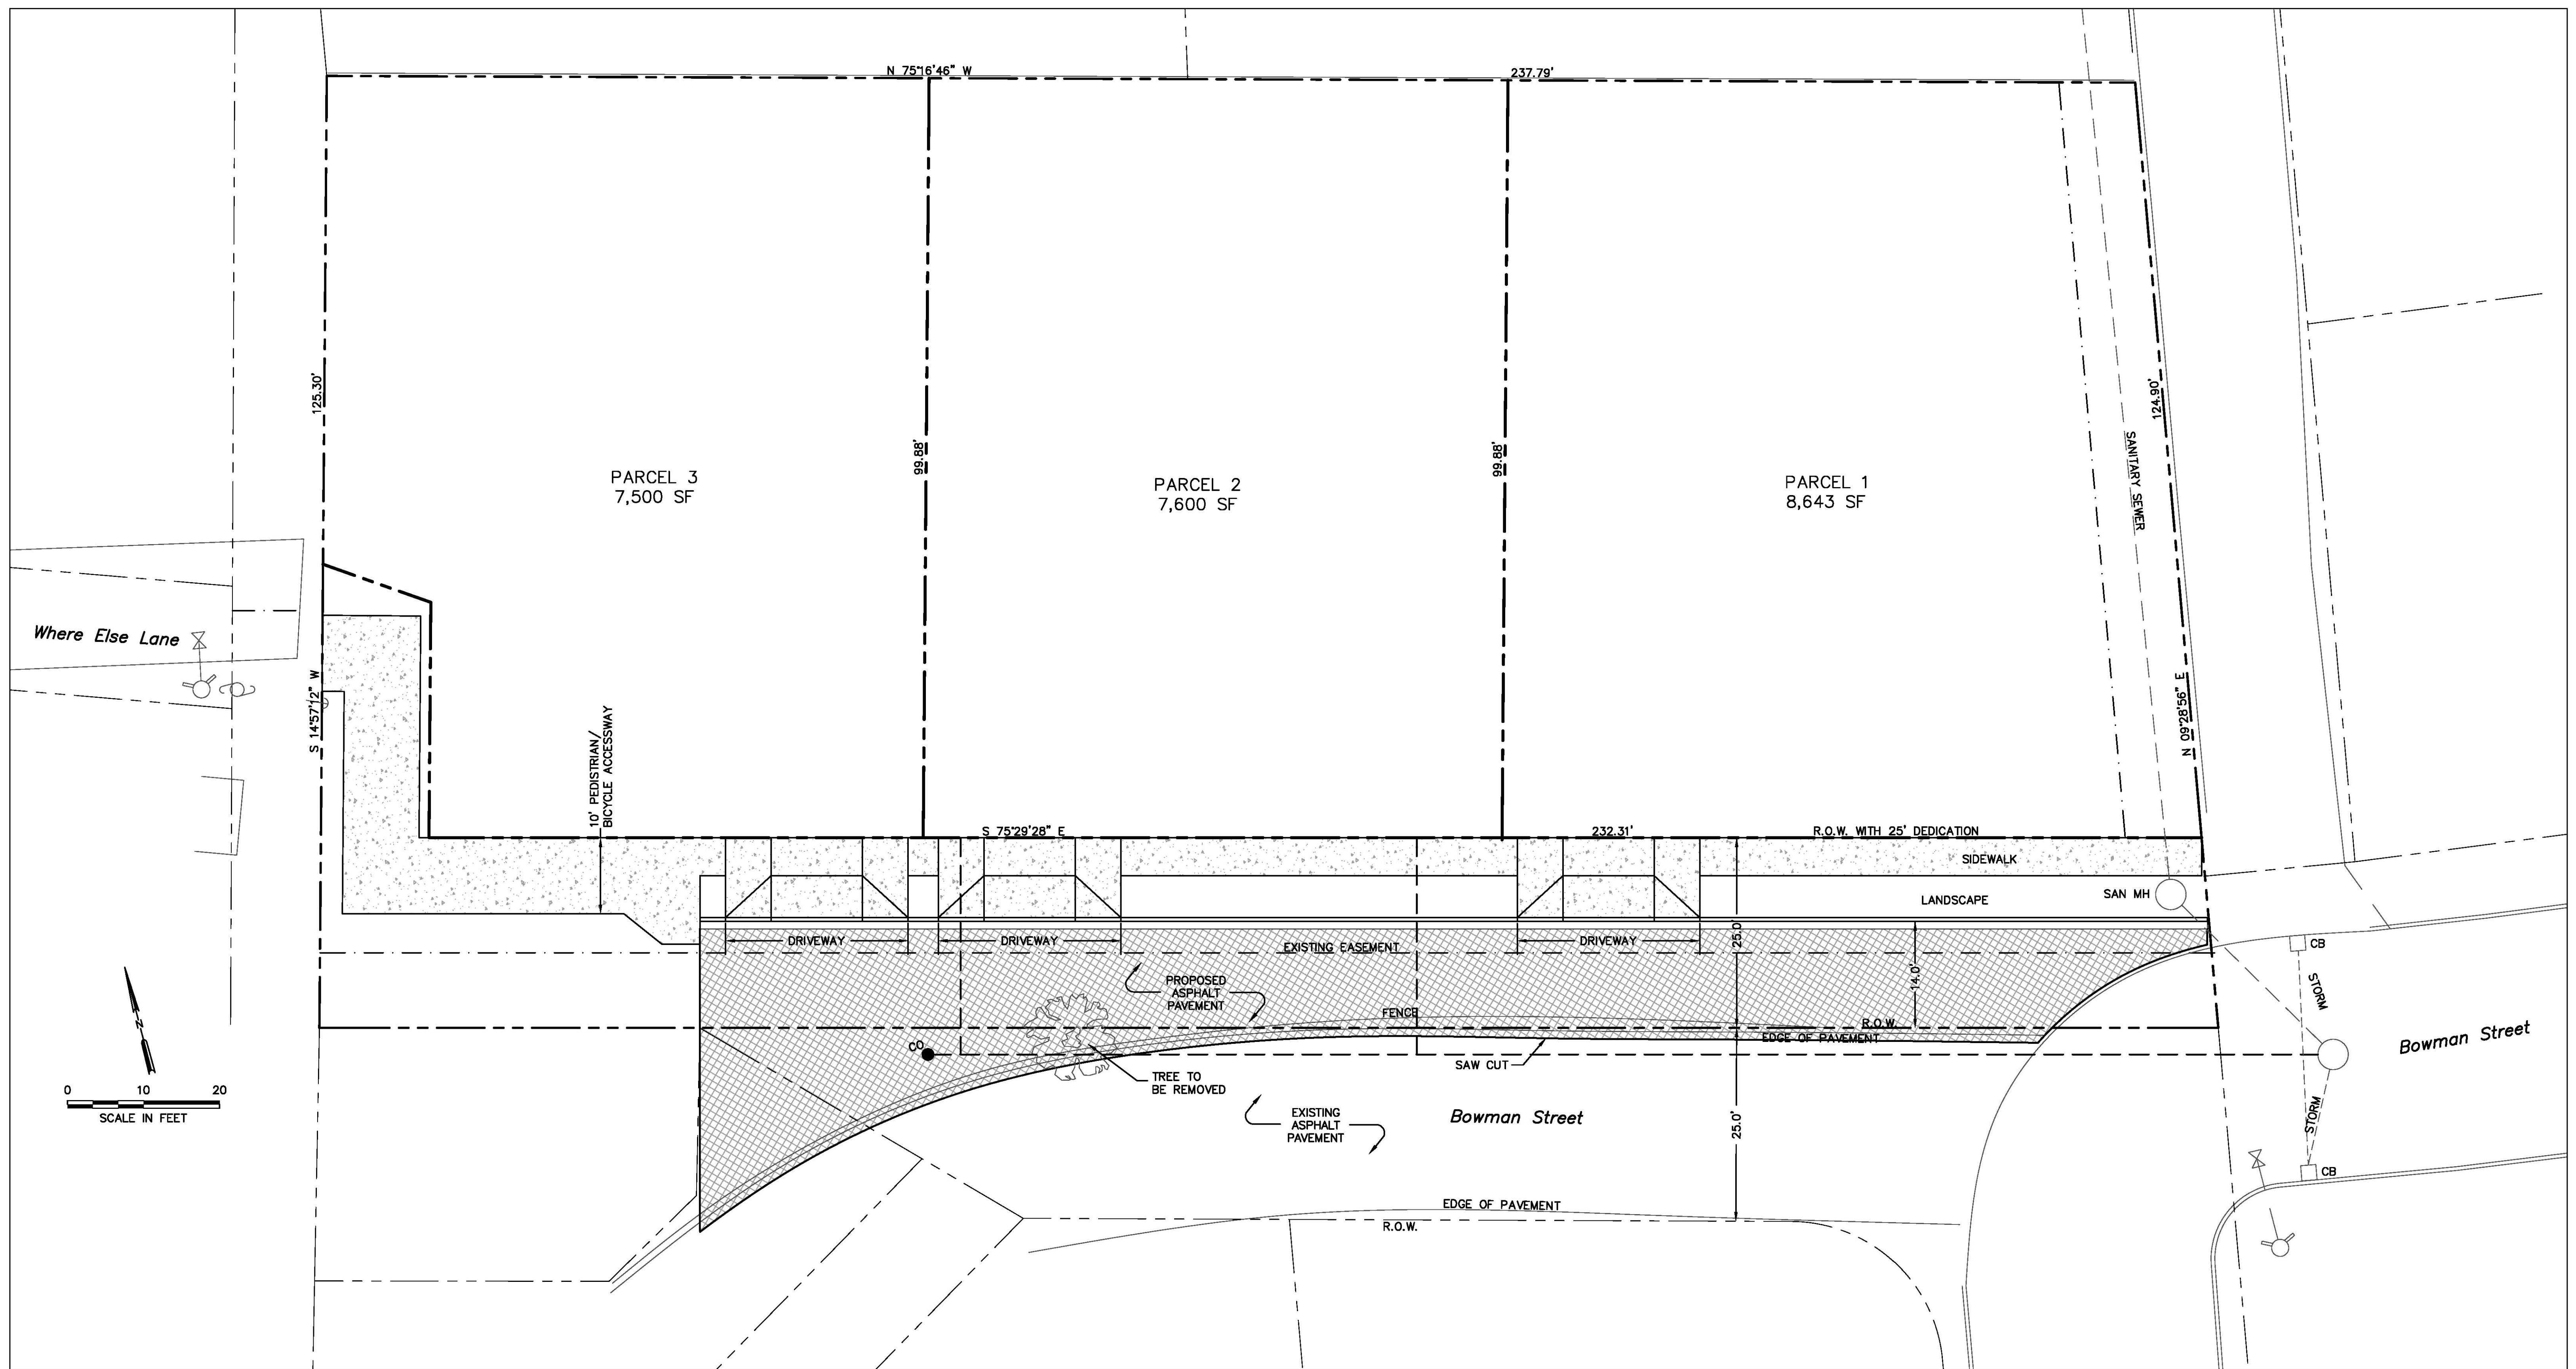 N 75°16'46" W
237.79'
125.30'
99.88'
99.88'
124.90'
PARCEL 3
7,500 SF
PARCEL 2
7,600 SF
PARCEL 1
8,643 SF
SANITARY SEWER
Where Else Lane
S 14°57'12" W
N 09°28'56" E
10' PEDISTRIAN/
BICYCLE ACCESSWAY
S 75°29'28" E
232.31'
R.O.W. WITH 25' DEDICATION
SIDEWALK
LANDSCAPE
SAN MH
DRIVEWAY
DRIVEWAY
DRIVEWAY
EXISTING EASEMENT
25.0'
14.0'
CB
STORM
PROPOSED
ASPHALT
PAVEMENT
FENCE
R.O.W.
EDGE OF PAVEMENT
CO
SAW CUT
TREE TO
BE REMOVED
Bowman Street
N
0 10 20
SCALE IN FEET
EXISTING
ASPHALT
PAVEMENT
Bowman Street
25.0'
STORM
CB
EDGE OF PAVEMENT
R.O.W.